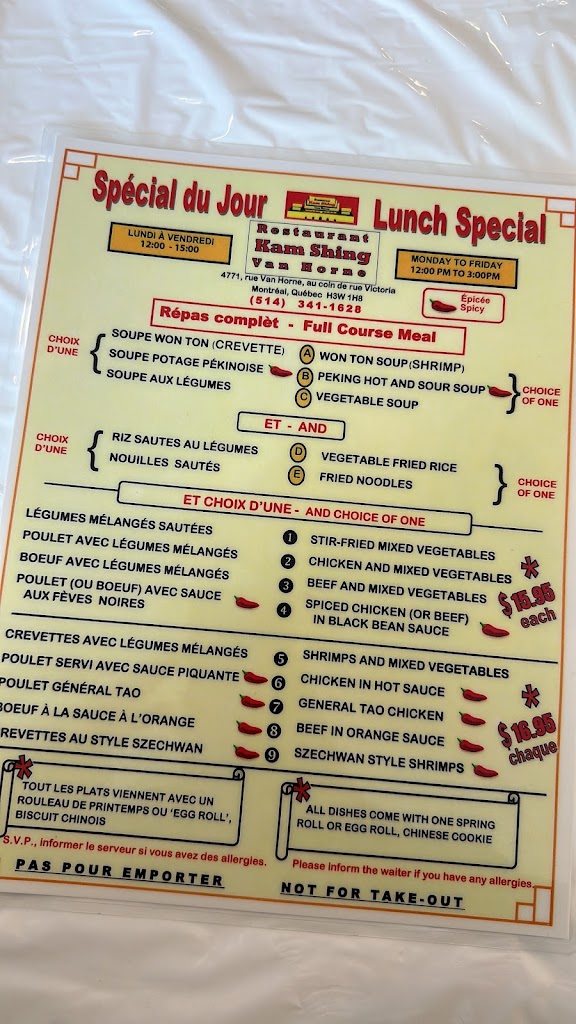 Spécial du Jour
Lunch Special
LUNDI À VENDREDI
12:00 - 15:00
Restaurant
Kam Shing
Van Horne
MONDAY TO FRIDAY
12:00 PM TO 3:00PM
4771, rue Van Horne, au coin de rue Victoria
Montréal, Québec H3W 1H8
(514) 341-1628
Épicée
Spicy
Répas complèt - Full Course Meal
CHOIX
D'UNE
SOUPE WON TON (CREVETTE)
A WON TON SOUP (SHRIMP)
SOUPE POTAGE PÉKINOISE
B PEKING HOT AND SOUR SOUP
SOUPE AUX LÉGUMES
C VEGETABLE SOUP
CHOICE
OF ONE
ET - AND
CHOIX
D'UNE
RIZ SAUTES AU LÉGUMES
D VEGETABLE FRIED RICE
NOUILLES SAUTÉS
E FRIED NOODLES
CHOICE
OF ONE
ET CHOIX D'UNE - AND CHOICE OF ONE
LÉGUMES MÉLANGÉS SAUTÉES
1 STIR-FRIED MIXED VEGETABLES
POULET AVEC LÉGUMES MÉLANGÉS
2 CHICKEN AND MIXED VEGETABLES
BOEUF AVEC LÉGUMES MÉLANGÉS
3 BEEF AND MIXED VEGETABLES
POULET (OU BOEUF) AVEC SAUCE
AUX FÈVES NOIRES
4 SPICED CHICKEN (OR BEEF)
IN BLACK BEAN SAUCE
* $15.95
each
CREVETTES AVEC LÉGUMES MÉLANGÉS
5 SHRIMPS AND MIXED VEGETABLES
POULET SERVI AVEC SAUCE PIQUANTE
6 CHICKEN IN HOT SAUCE
POULET GÉNÉRAL TAO
7 GENERAL TAO CHICKEN
BOEUF À LA SAUCE À L'ORANGE
8 BEEF IN ORANGE SAUCE
REVETTES AU STYLE SZECHWAN
9 SZECHWAN STYLE SHRIMPS
* $16.95
chaque
* TOUT LES PLATS VIENNENT AVEC UN
ROULEAU DE PRINTEMPS OU 'EGG ROLL',
BISCUIT CHINOIS
* ALL DISHES COME WITH ONE SPRING
ROLL OR EGG ROLL, CHINESE COOKIE
S.V.P., informer le serveur si vous avez des allergies.
Please inform the waiter if you have any allergies.
PAS POUR EMPORTER
NOT FOR TAKE-OUT